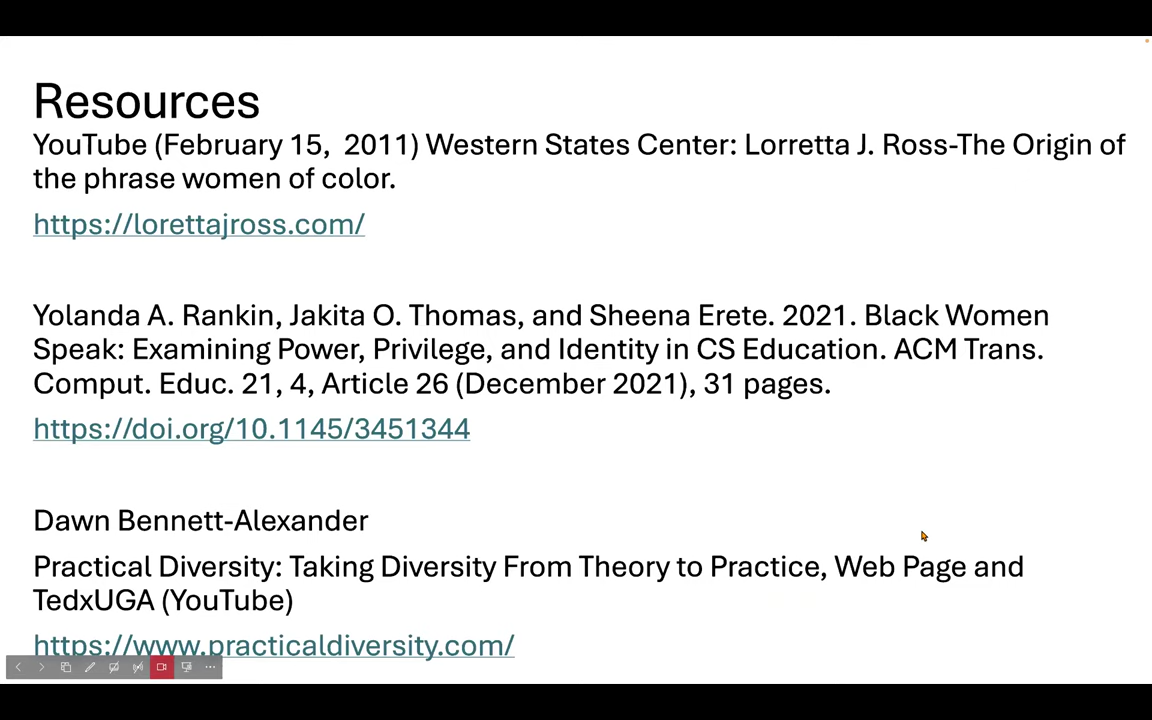 Resources
YouTube (February 15,  2011) Western States Center: Lorretta J. Ross-The Origin of
the phrase women of color.
https://lorettajross.com/
Yolanda A. Rankin, Jakita O. Thomas, and Sheena Erete. 2021. Black Women
Speak: Examining Power, Privilege, and Identity in CS Education. ACM Trans.
Comput. Educ. 21, 4, Article 26 (December 2021), 31 pages.
https://doi.org/10.1145/3451344
Dawn Bennett-Alexander
Practical Diversity: Taking Diversity From Theory to Practice, Web Page and
TedxUGA (YouTube)
https://www.practicaldiversity.com/